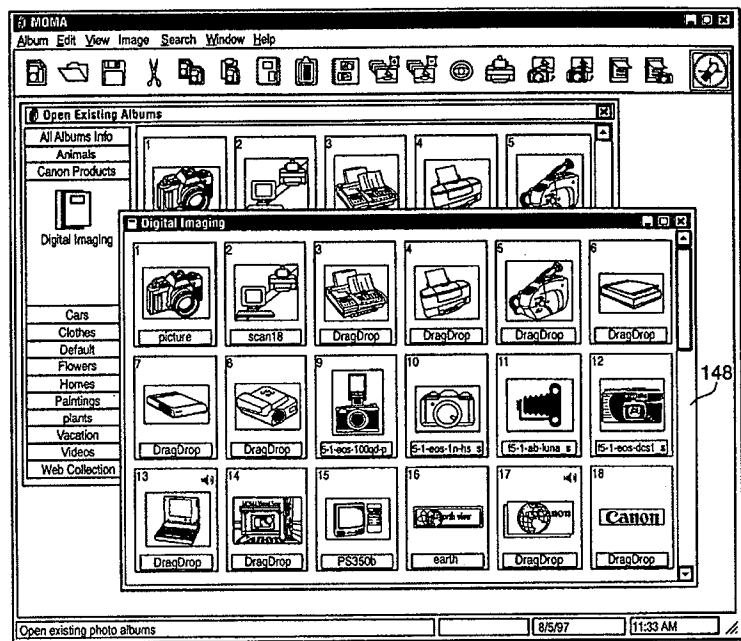 MOMA
Album Edit View Image Search Window Help
Open Existing Albums
All Albums Info
Animals
Canon Products
Digital Imaging
Cars
Clothes
Default
Flowers
Homes
Paintings
plants
Vacation
Videos
Web Collection
1 2 3 4 5
Digital Imaging
1 2 3 4 5 6
picture scan18 DragDrop DragDrop DragDrop DragDrop
7 8 9 10 11 12
DragDrop DragDrop 5-1-eos-100qd-p 5-1-eos-1n-hs_s f5-1-ab-luna_s f5-1-eos-dcs1_s
148
13 14 15 16 17 18
Canon
DragDrop DragDrop PS350b earth DragDrop DragDrop
Open existing photo albums 8/5/97 11:33 AM